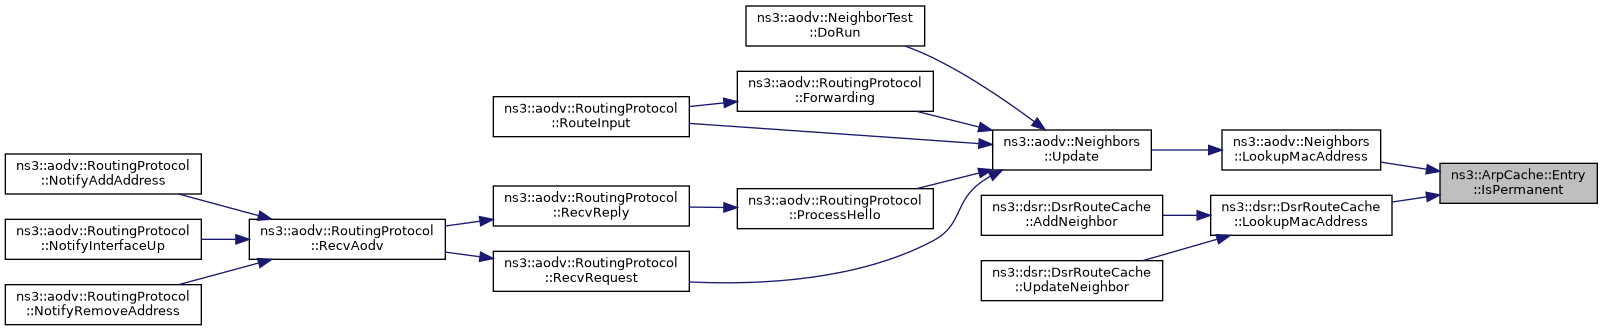 ns3::aodv::NeighborTest
::DoRun
ns3::aodv::RoutingProtocol
::Forwarding
ns3::aodv::RoutingProtocol
::RouteInput
ns3::aodv::Neighbors
::Update
ns3::aodv::Neighbors
::LookupMacAddress
ns3::aodv::RoutingProtocol
::NotifyAddAddress
ns3::ArpCache::Entry
::IsPermanent
ns3::aodv::RoutingProtocol
::RecvReply
ns3::aodv::RoutingProtocol
::ProcessHello
ns3::dsr::DsrRouteCache
::AddNeighbor
ns3::dsr::DsrRouteCache
::LookupMacAddress
ns3::aodv::RoutingProtocol
::NotifyInterfaceUp
ns3::aodv::RoutingProtocol
::RecvAodv
ns3::aodv::RoutingProtocol
::RecvRequest
ns3::dsr::DsrRouteCache
::UpdateNeighbor
ns3::aodv::RoutingProtocol
::NotifyRemoveAddress